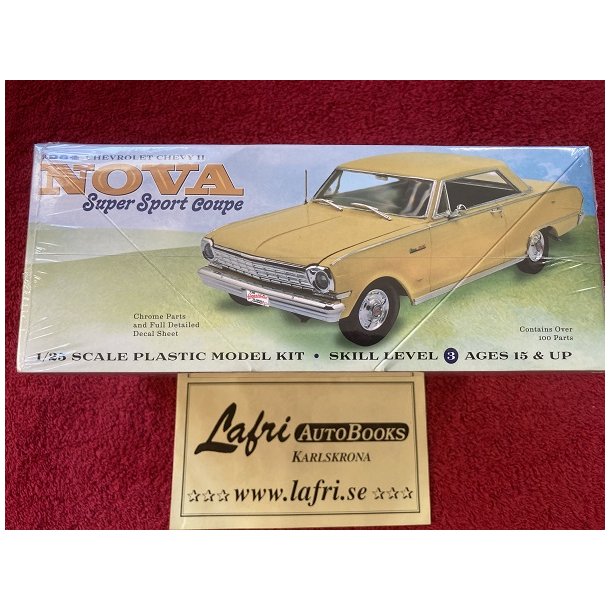 CHEVROLET CHEVY II
NOVA
Super Sport Coupe
Chrome Parts
and Full Detailed
Decal Sheet
Contains Over
100 Parts
1/25 SCALE PLASTIC MODEL KIT • SKILL LEVEL 3 AGES 15 & UP
Lafri AUTOBOOKS
KARLSKRONA
☆☆☆ www.lafri.se ☆☆☆